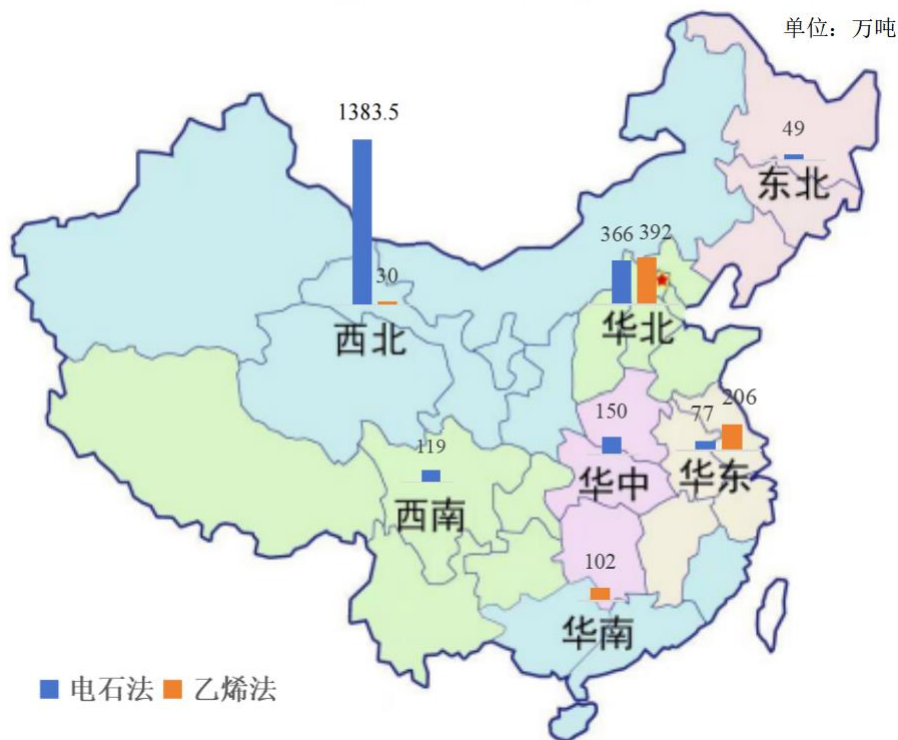 单位：万吨
1383.5
49
东北
366 392
30
西北
华北
206
150
77
119
华中
华东
西南
102
华南
电石法 乙烯法